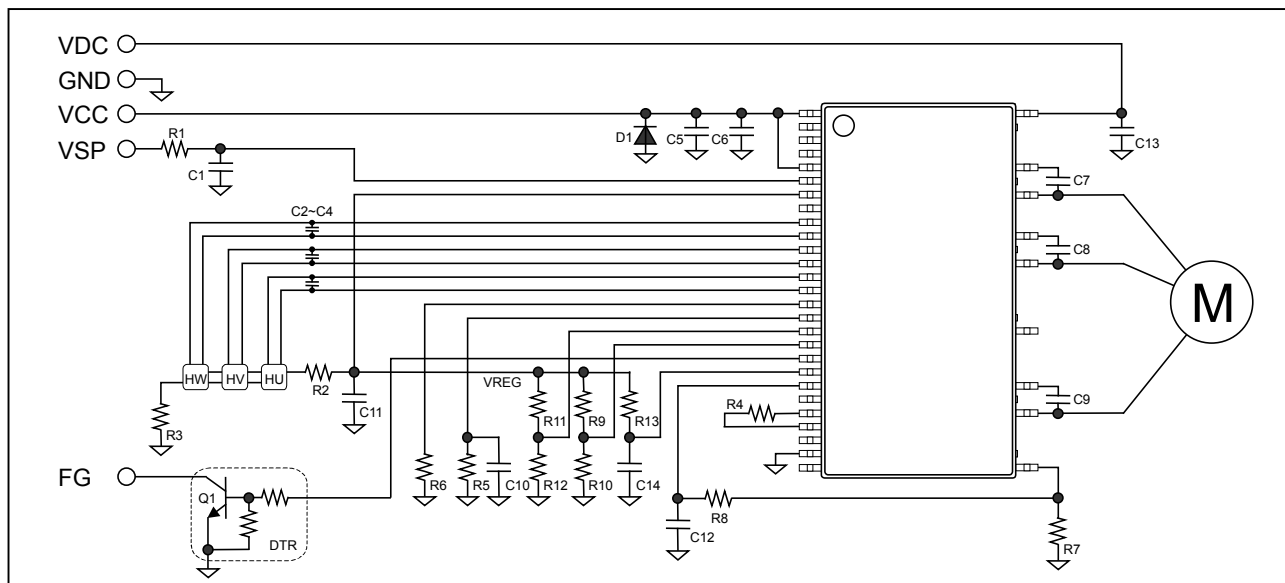 VDC
GND
VCC
VSP
R1
C1
D1
C5
C6
C13
C7
C2~C4
C8
M
HW
HV
HU
R2
VREG
C11
R3
R11
R9
R13
R4
C9
R6
R5
C10
R12
R10
C14
FG
Q1
DTR
R8
C12
R7